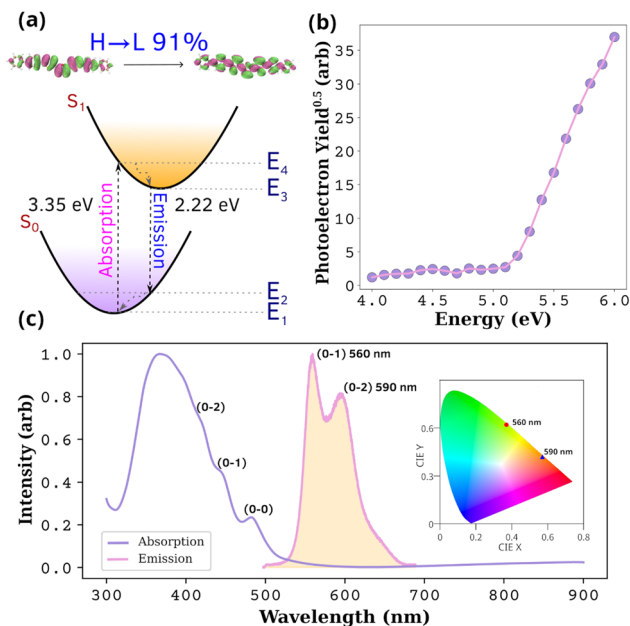 (a)
H→L 91%
S1
E4
E3
3.35 eV
Absorption
Emission
2.22 eV
S0
E2
E1
(b)
Photoelectron Yield^0.5 (arb)
35
30
25
20
15
10
5
0
4.0 4.5 5.0 5.5 6.0
Energy (eV)
(c)
Intensity (arb)
1.0
0.8
0.6
0.4
0.2
0.0
(0-2)
(0-1)
(0-0)
(0-1) 560 nm
(0-2) 590 nm
Absorption
Emission
CIE Y
0.6
0.3
0
560 nm
590 nm
0 0.4 0.8
CIE X
300 400 500 600 700 800 900
Wavelength (nm)